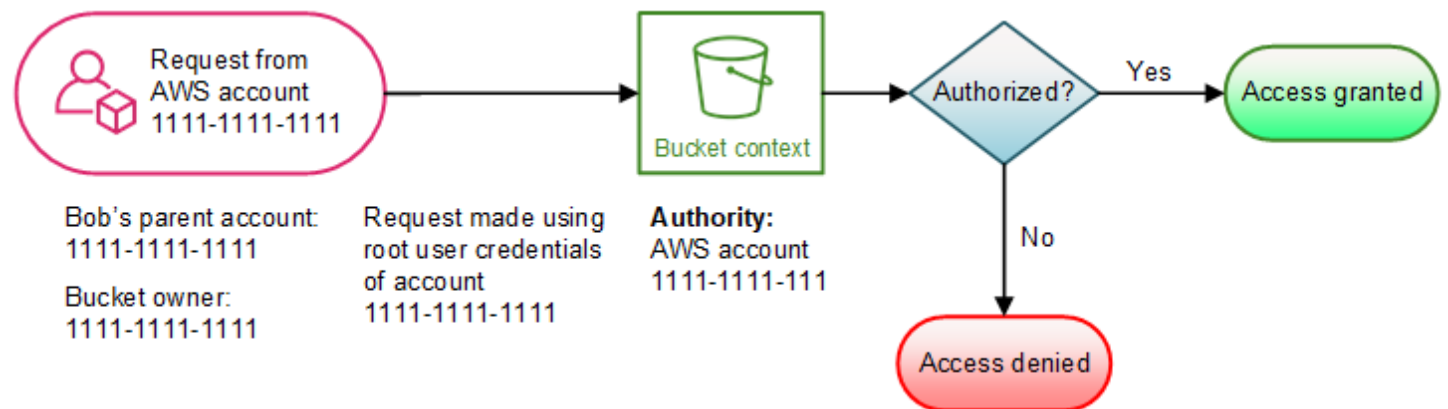 Request from
AWS account
1111-1111-1111
Bucket context
Authorized?
Yes
Access granted
No
Access denied
Bob's parent account:
1111-1111-1111
Bucket owner:
1111-1111-1111
Request made using
root user credentials
of account
1111-1111-1111
Authority:
AWS account
1111-1111-111